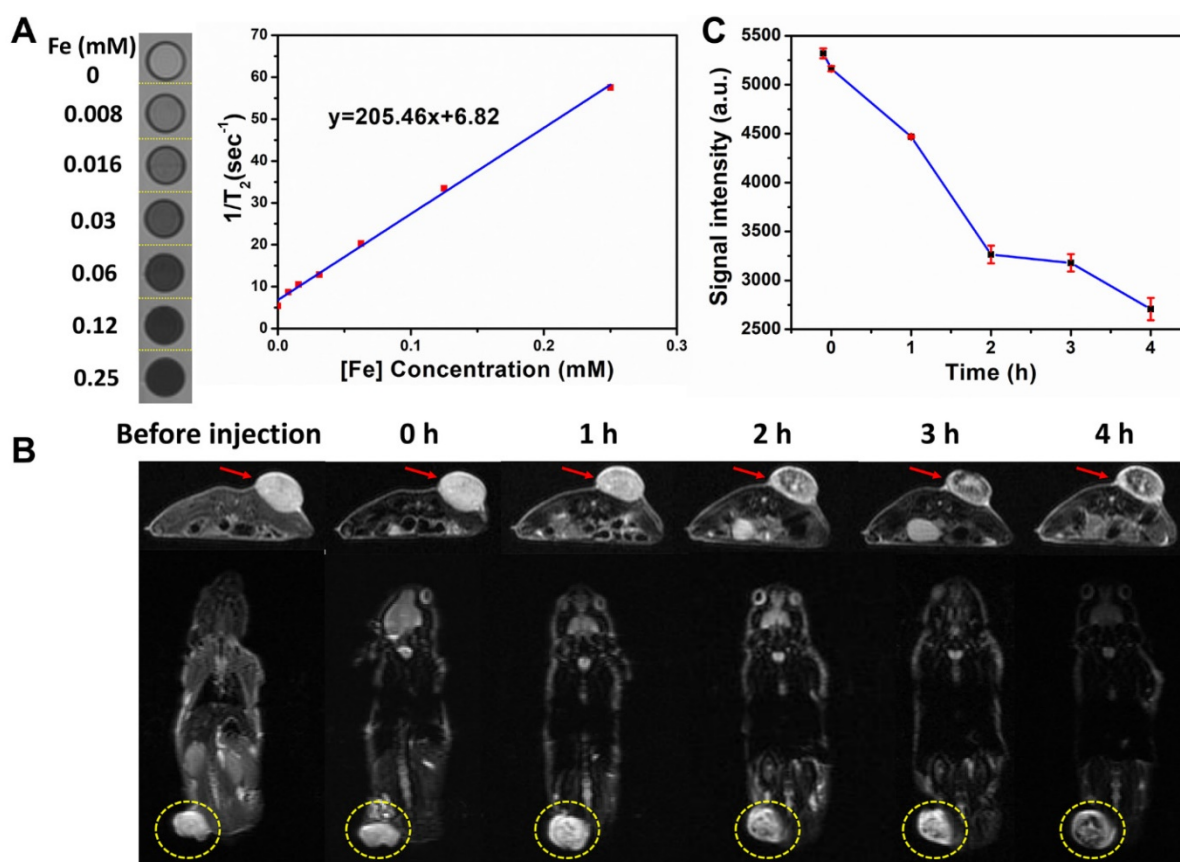 A
Fe (mM)
0
0.008
0.016
0.03
0.06
0.12
0.25
70
60
50
40
30
20
10
0
1/T₂(sec⁻¹)
y=205.46x+6.82
0.0 0.1 0.2 0.3
[Fe] Concentration (mM)
C
5500
5000
4500
4000
3500
3000
2500
Signal intensity (a.u.)
0 1 2 3 4
Time (h)
B
Before injection 0 h 1 h 2 h 3 h 4 h